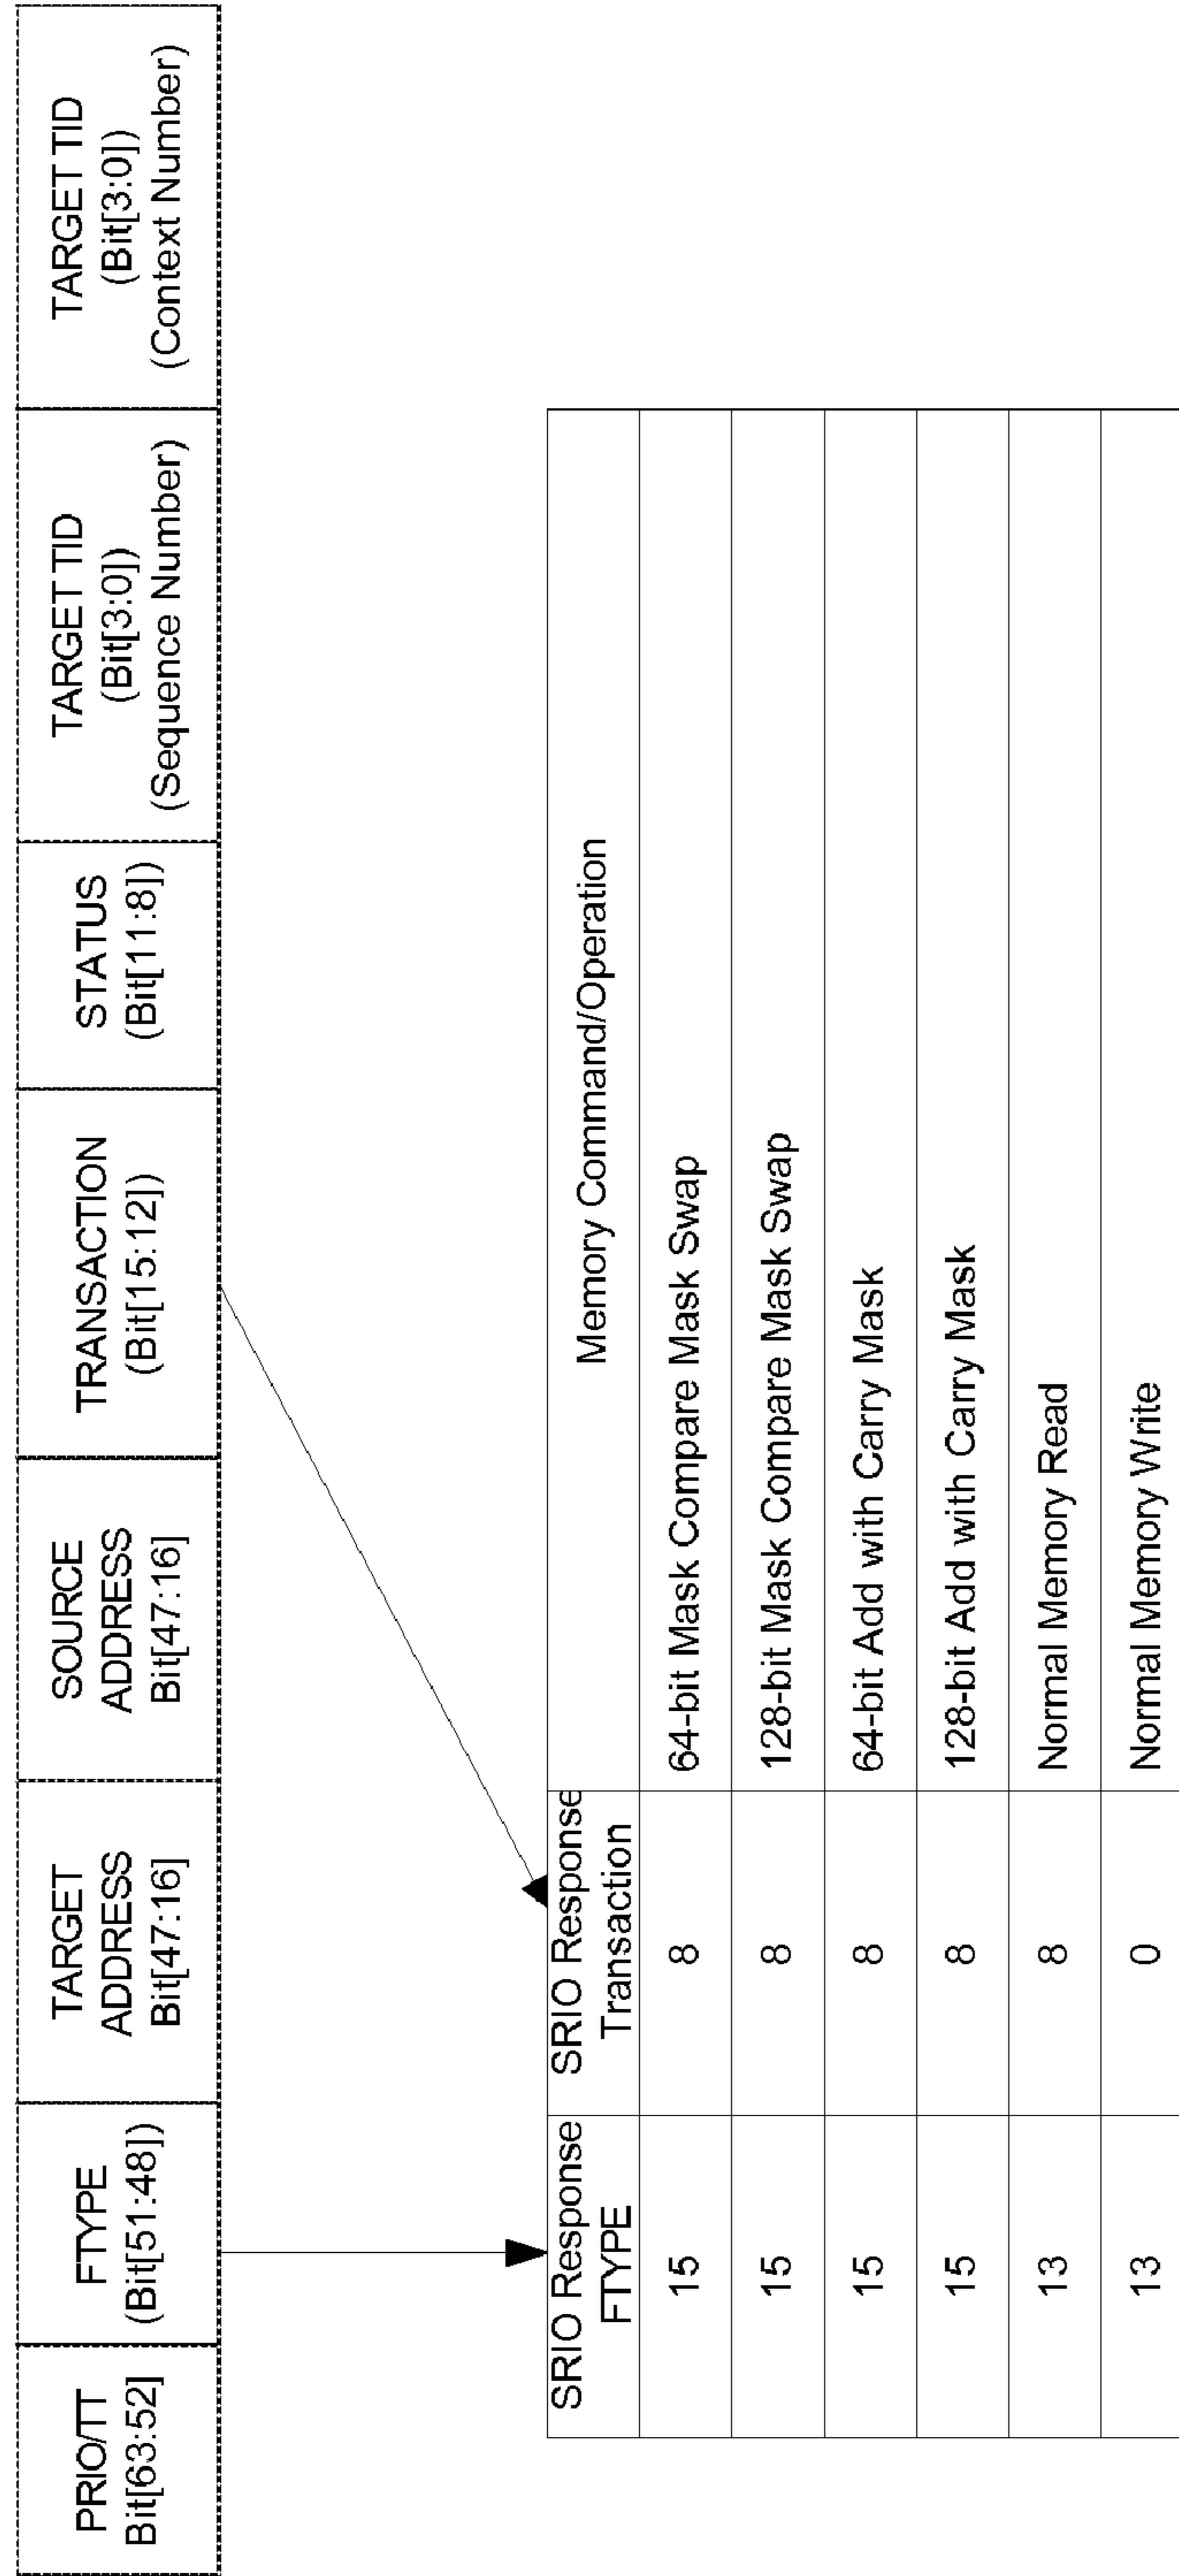 PRIO/TT
Bit[63:52]
FTYPE
(Bit[51:48])
TARGET
ADDRESS
Bit[47:16]
SOURCE
ADDRESS
Bit[47:16]
TRANSACTION
(Bit[15:12])
STATUS
(Bit[11:8])
TARGET TID
(Bit[3:0])
(Sequence Number)
TARGET TID
(Bit[3:0])
(Context Number)
SRIO Response
FTYPE
SRIO Response
Transaction
Memory Command/Operation
15 8 64-bit Mask Compare Mask Swap
15 8 128-bit Mask Compare Mask Swap
15 8 64-bit Add with Carry Mask
15 8 128-bit Add with Carry Mask
13 8 Normal Memory Read
13 0 Normal Memory Write